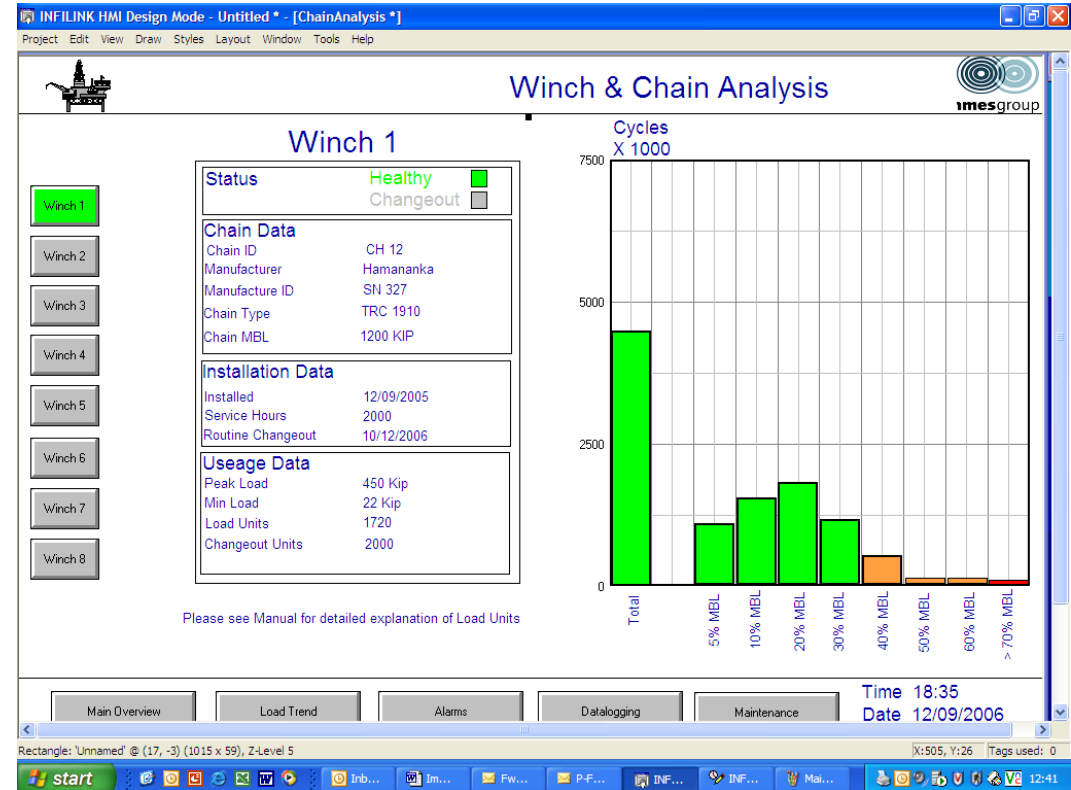 INFILINK HMI Design Mode - Untitled * - [ChainAnalysis *]
Project Edit View Draw Styles Layout Window Tools Help
Winch & Chain Analysis
imesgroup
Winch 1
Winch 2
Winch 3
Winch 4
Winch 5
Winch 6
Winch 7
Winch 8
Winch 1
Status Healthy
Changeout
Chain Data
Chain ID CH 12
Manufacturer Hamananka
Manufacture ID SN 327
Chain Type TRC 1910
Chain MBL 1200 KIP
Installation Data
Installed 12/09/2005
Service Hours 2000
Routine Changeout 10/12/2006
Useage Data
Peak Load 450 Kip
Min Load 22 Kip
Load Units 1720
Changeout Units 2000
Please see Manual for detailed explanation of Load Units
Cycles
X 1000
7500
5000
2500
0
Total
5% MBL
10% MBL
20% MBL
30% MBL
40% MBL
50% MBL
60% MBL
> 70% MBL
Main Overview Load Trend Alarms Datalogging Maintenance
Time 18:35
Date 12/09/2006
Rectangle: 'Unnamed' @ (17, -3) (1015 x 59), Z-Level 5 X:505, Y:26 Tags used: 0
start Inb... Im... Fw... P-F... INF... INF... Mai... 12:41